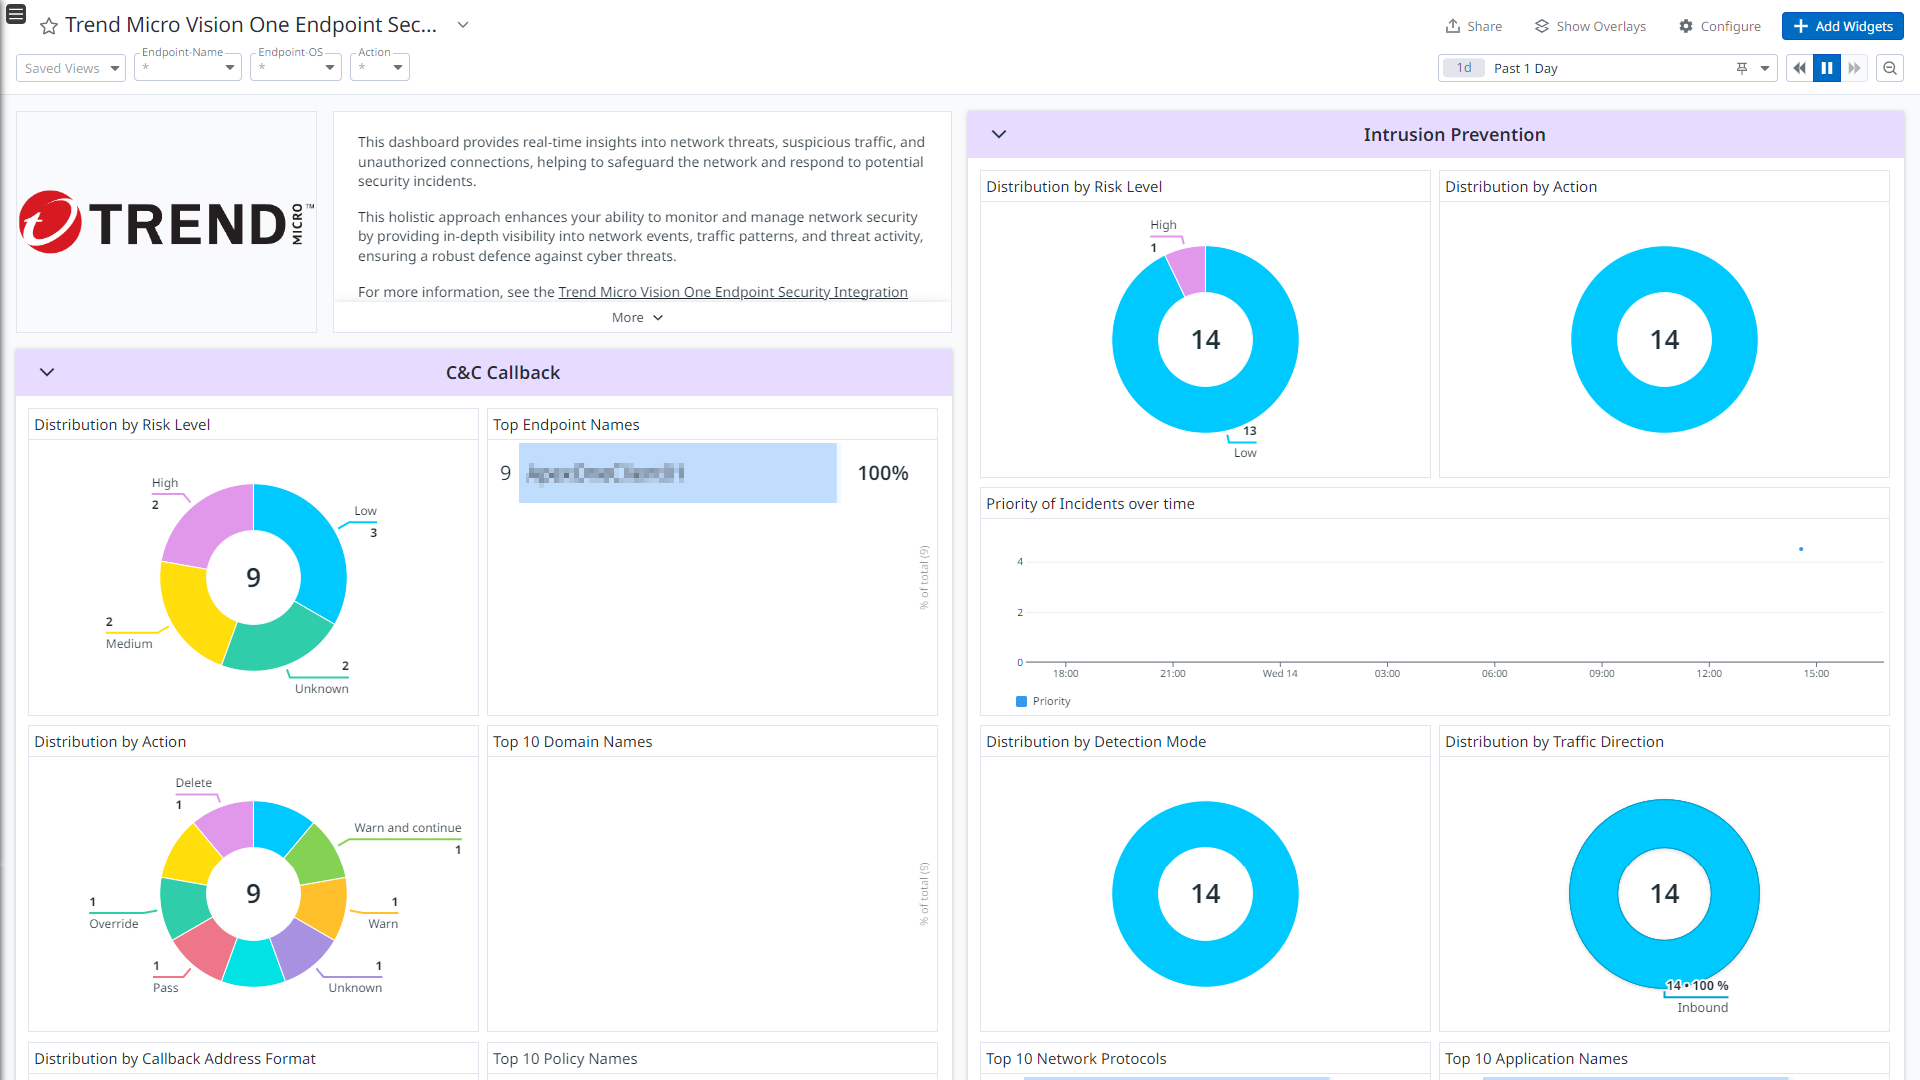 Trend Micro Vision One Endpoint Sec...
Share
Show Overlays
Configure
Add Widgets
Saved Views
Endpoint-Name
*
Endpoint-OS
*
Action
*
1d
Past 1 Day
TREND
MICRO
™
This dashboard provides real-time insights into network threats, suspicious traffic, and
unauthorized connections, helping to safeguard the network and respond to potential
security incidents.
This holistic approach enhances your ability to monitor and manage network security
by providing in-depth visibility into network events, traffic patterns, and threat activity,
ensuring a robust defence against cyber threats.
For more information, see the Trend Micro Vision One Endpoint Security Integration
More
C&C Callback
Distribution by Risk Level
High
2
Low
3
9
2
Medium
2
Unknown
Top Endpoint Names
9
100%
% of total (9)
Distribution by Action
Delete
1
Warn and continue
1
9
1
Override
1
Warn
1
Pass
1
Unknown
Top 10 Domain Names
% of total (9)
Distribution by Callback Address Format
Top 10 Policy Names
Intrusion Prevention
Distribution by Risk Level
High
1
14
13
Low
Distribution by Action
14
Priority of Incidents over time
4
2
0
18:00
21:00
Wed 14
03:00
06:00
09:00
12:00
15:00
Priority
Distribution by Detection Mode
14
Distribution by Traffic Direction
14
14 • 100 %
Inbound
Top 10 Network Protocols
Top 10 Application Names